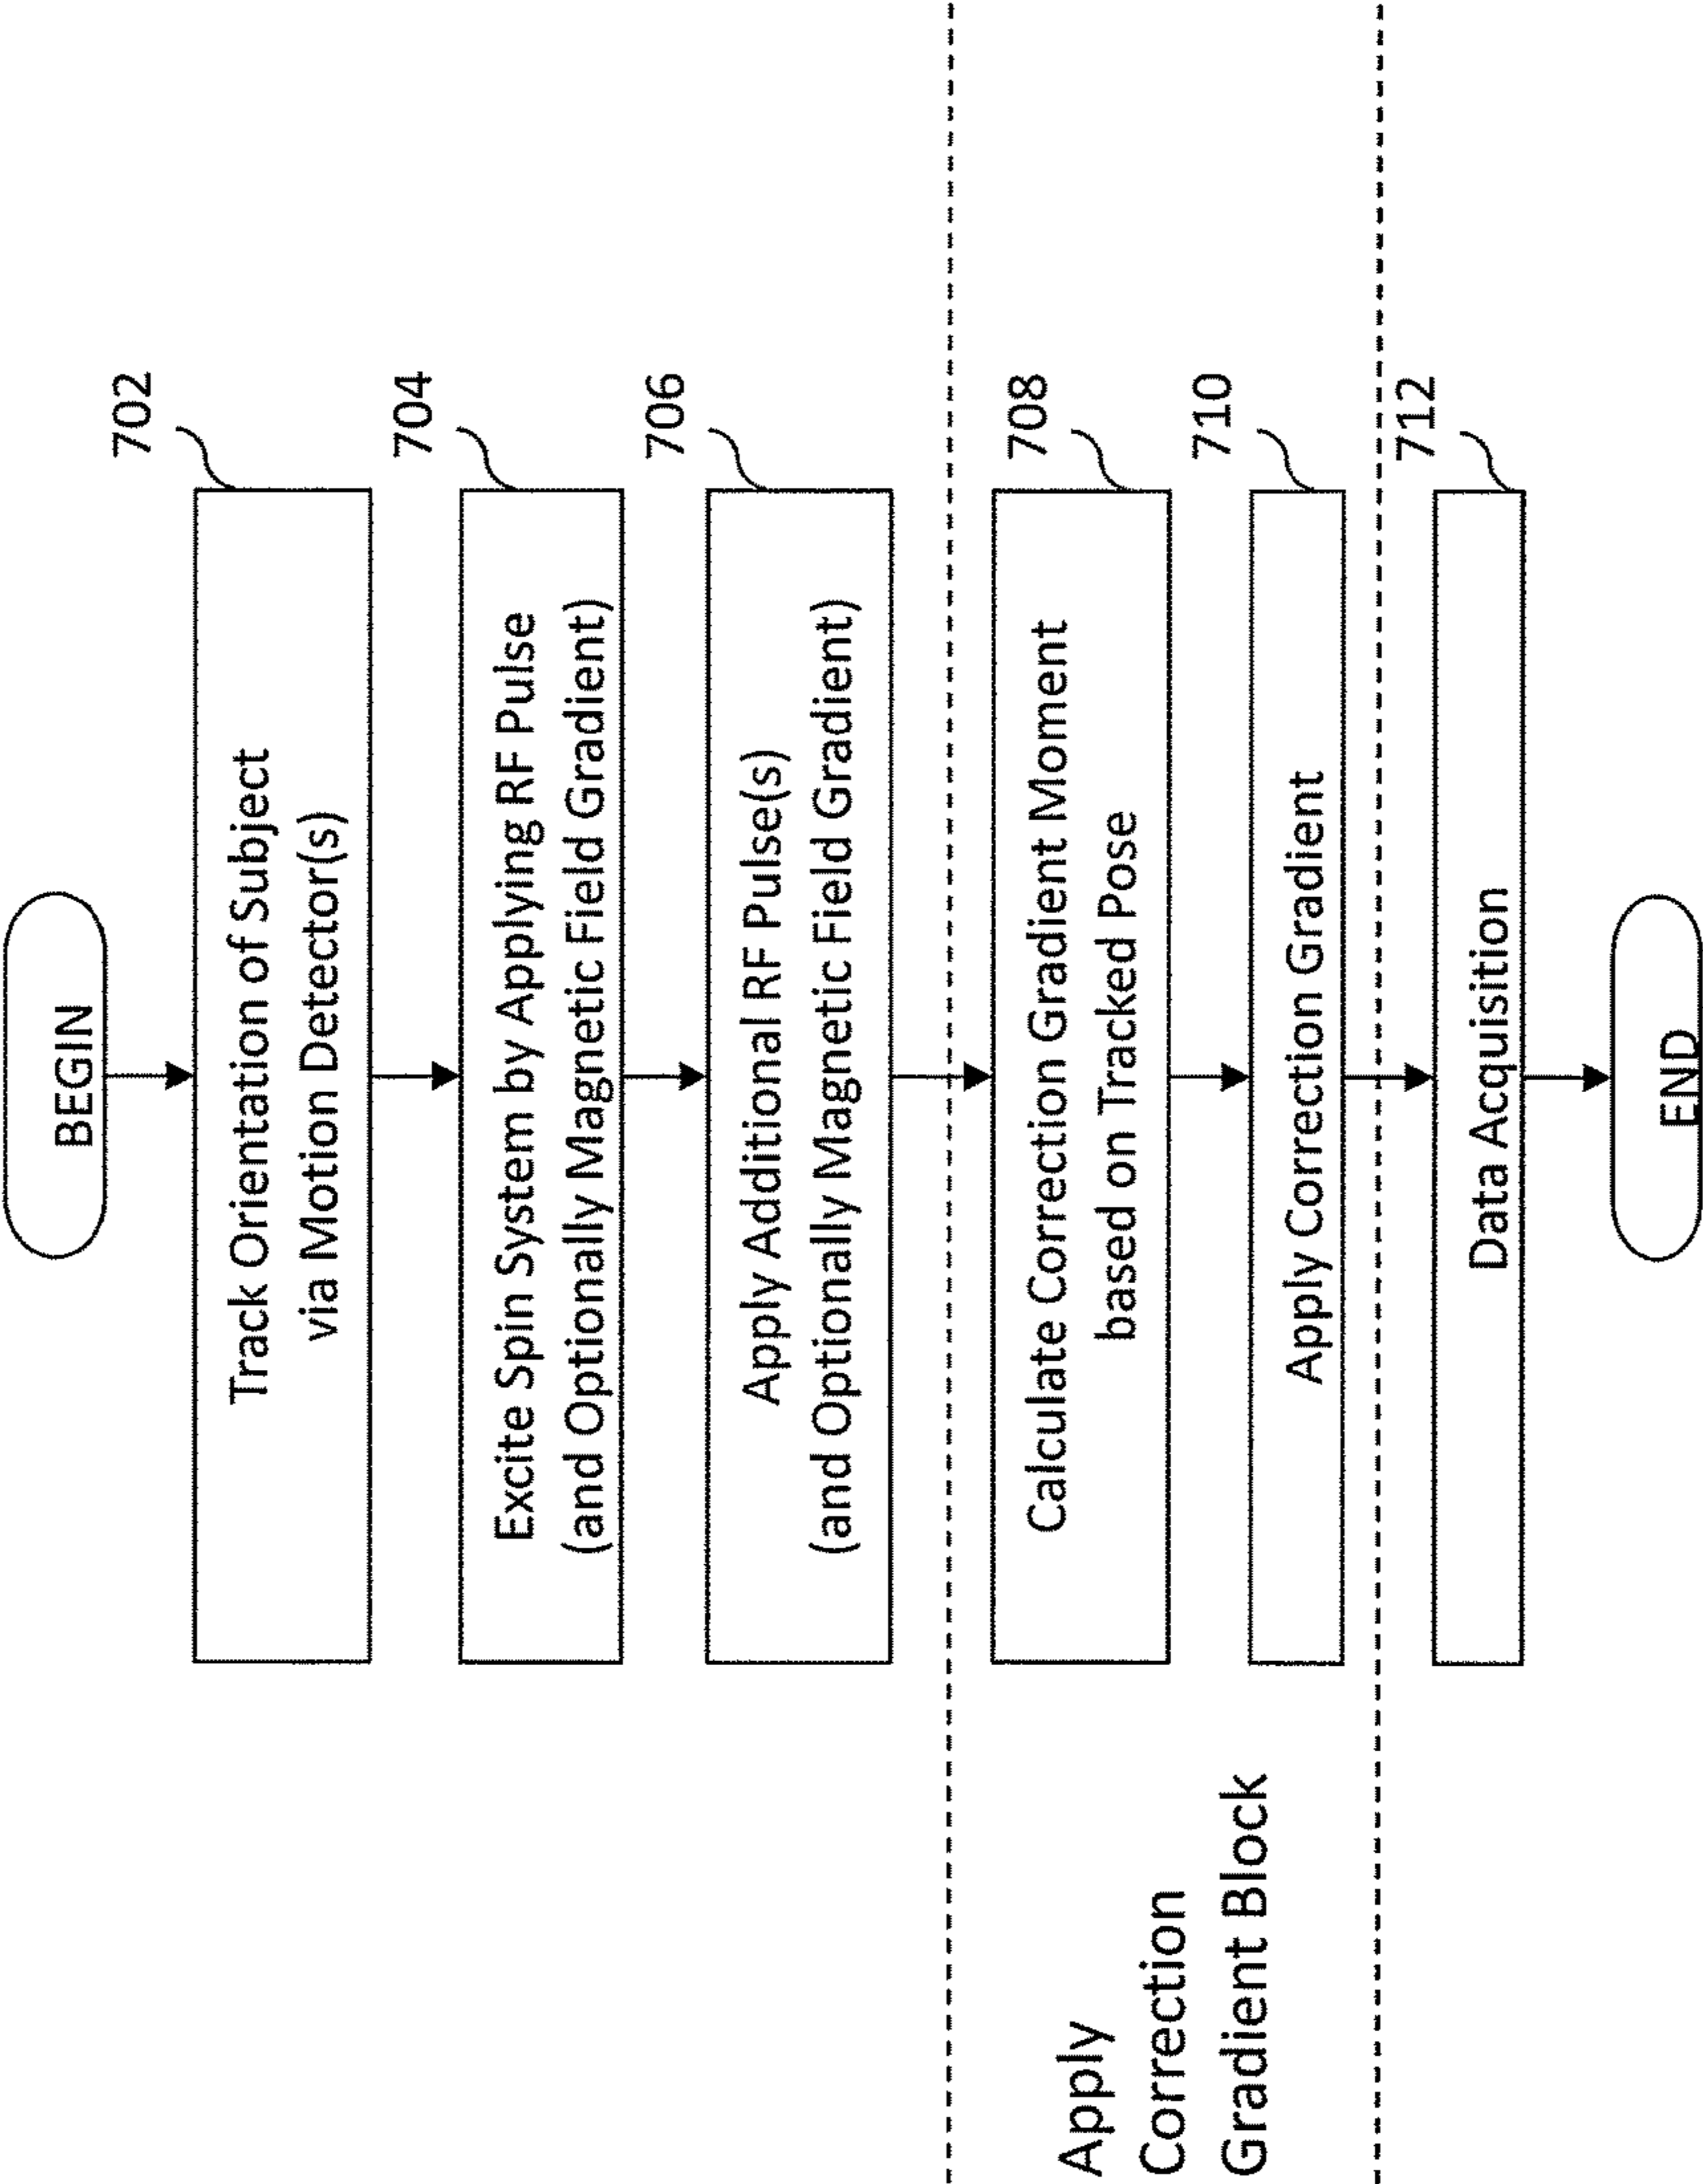 BEGIN
702
Track Orientation of Subject
via Motion Detector(s)
704
Excite Spin System by Applying RF Pulse
(and Optionally Magnetic Field Gradient)
706
Apply Additional RF Pulse(s)
(and Optionally Magnetic Field Gradient)
Apply
Correction
Gradient Block
708
Calculate Correction Gradient Moment
based on Tracked Pose
710
Apply Correction Gradient
712
Data Acquisition
END